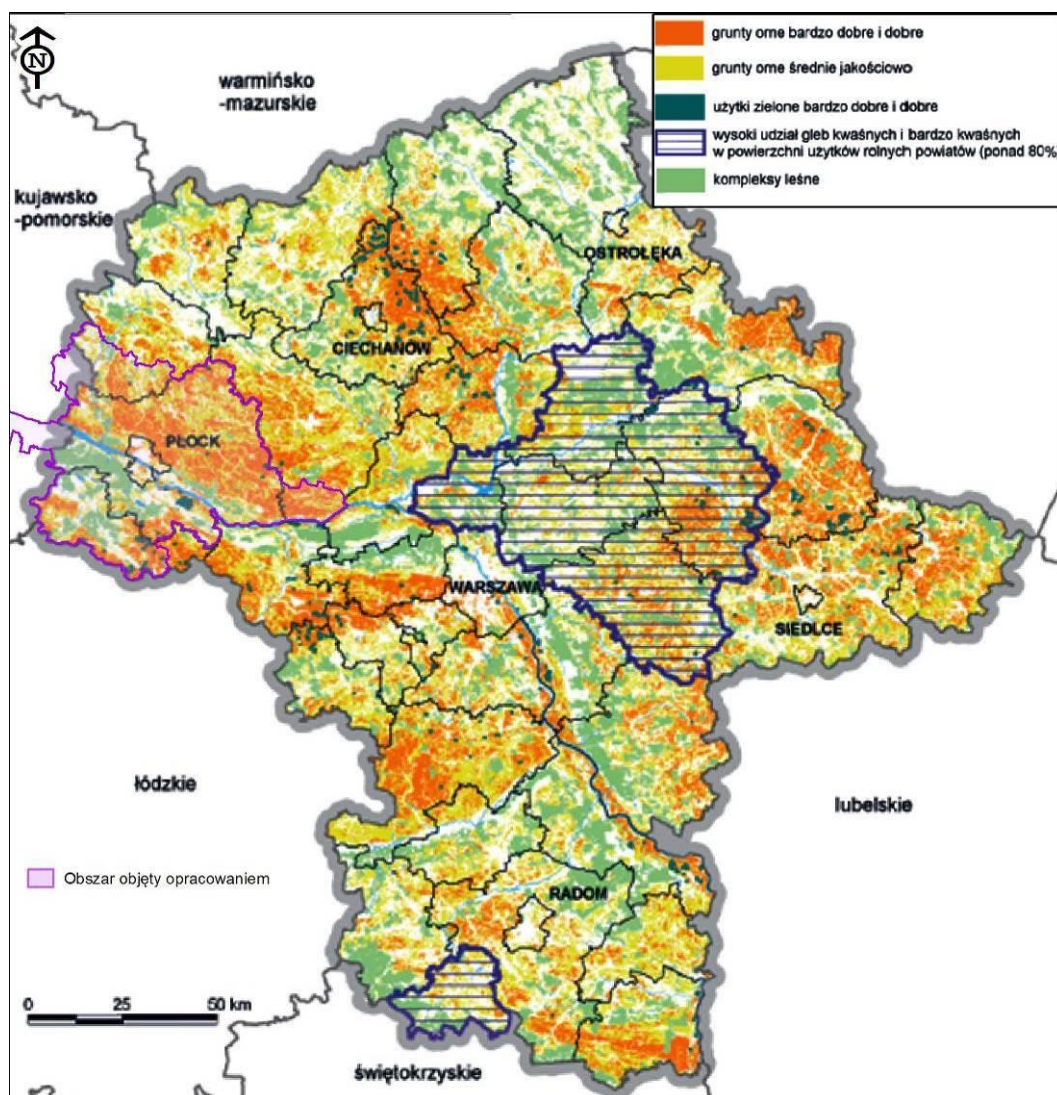 N
grunty orne bardzo dobre i dobre
grunty orne średnie jakościowo
użytki zielone bardzo dobre i dobre
wysoki udział gleb kwaśnych i bardzo kwaśnych
w powierzchni użytków rolnych powiatów (ponad 80%)
kompleksy leśne
warmińsko
-mazurskie
kujawsko
-pomorskie
OSTROŁĘKA
CIECHANÓW
PŁOCK
WARSZAWA
SIEDLCE
łódzkie
lubelskie
Obszar objęty opracowaniem
RADOM
0 25 50 km
świętokrzyskie